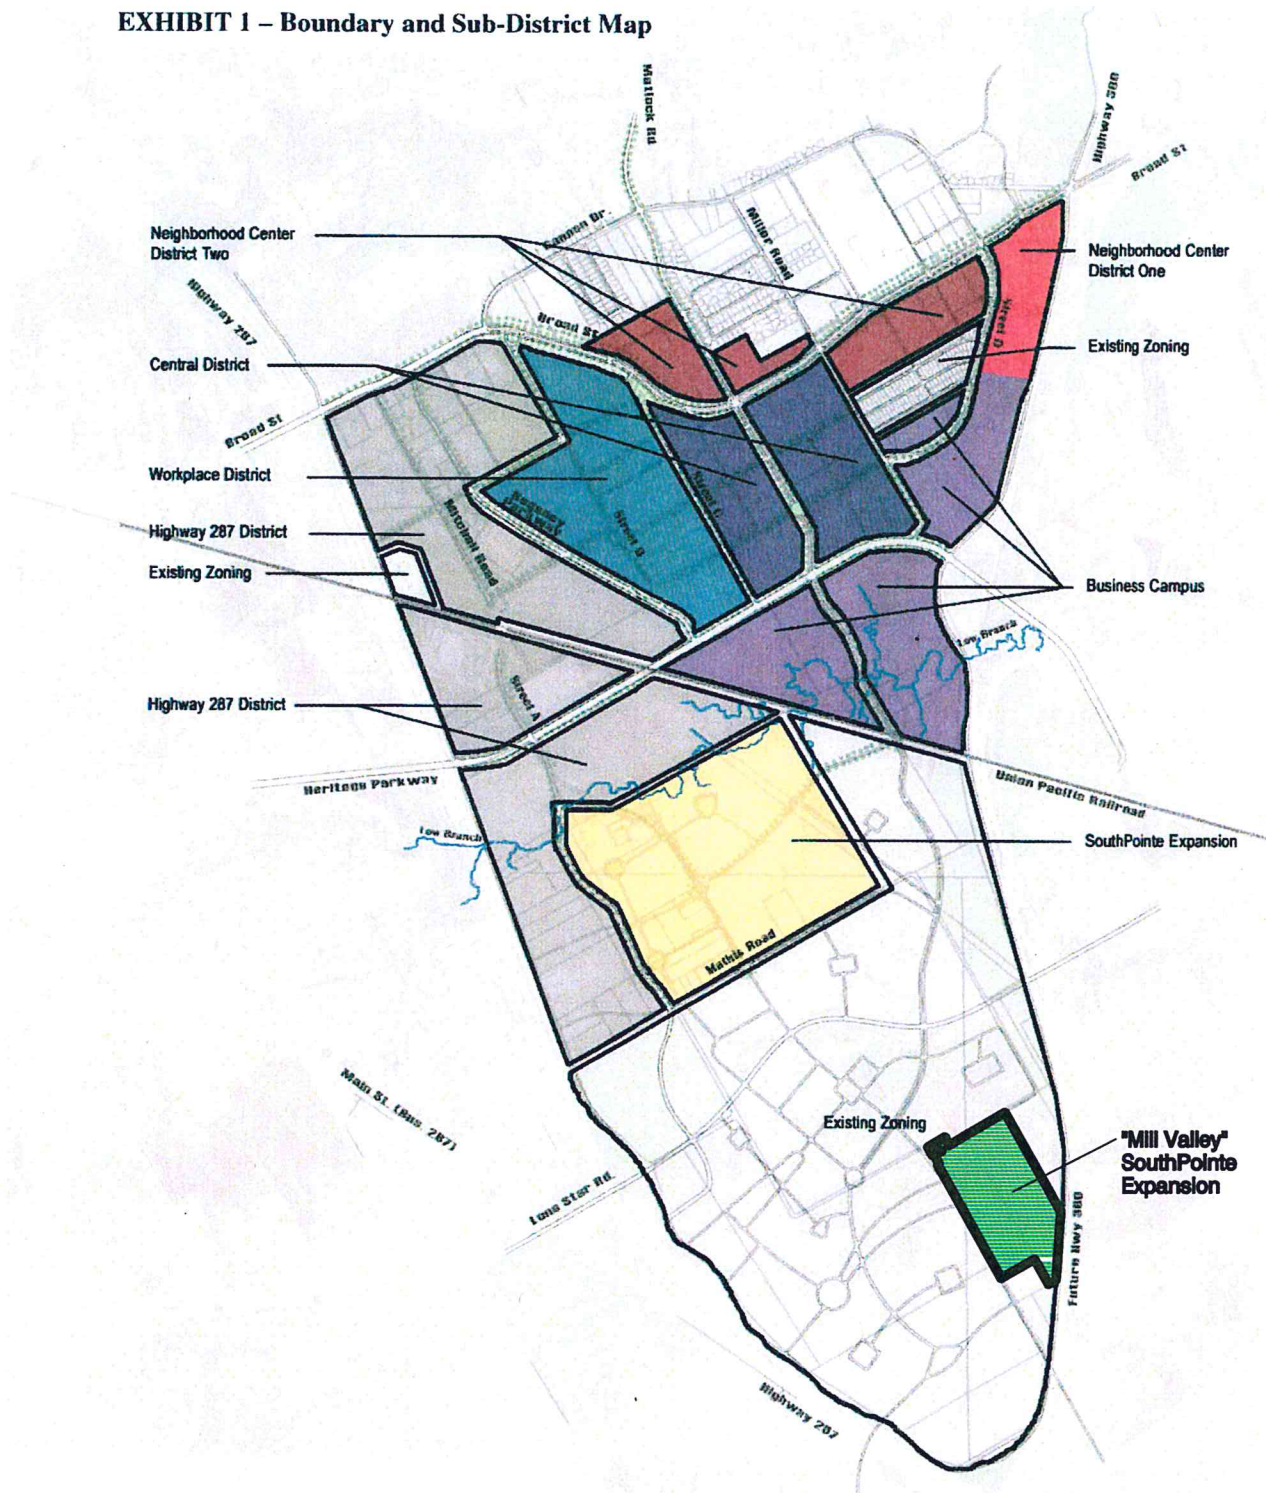 EXHIBIT 1 – Boundary and Sub-District Map
Matlock Rd
Highway 360
Broad St
Cannon Dr.
Miller Road
Neighborhood Center
District Two
Neighborhood Center
District One
Highway 287
Broad St
Street D
Existing Zoning
Central District
Broad St
Workplace District
Mitchell Road
Street B
Highway 287 District
Existing Zoning
Business Campus
Low Branch
Highway 287 District
Street A
Heritage Parkway
Union Pacific Railroad
Low Branch
SouthPointe Expansion
Mathis Road
Main St. (Bus. 287)
Existing Zoning
"Mill Valley"
SouthPointe
Expansion
Lone Star Rd.
Future Hwy 360
Highway 287